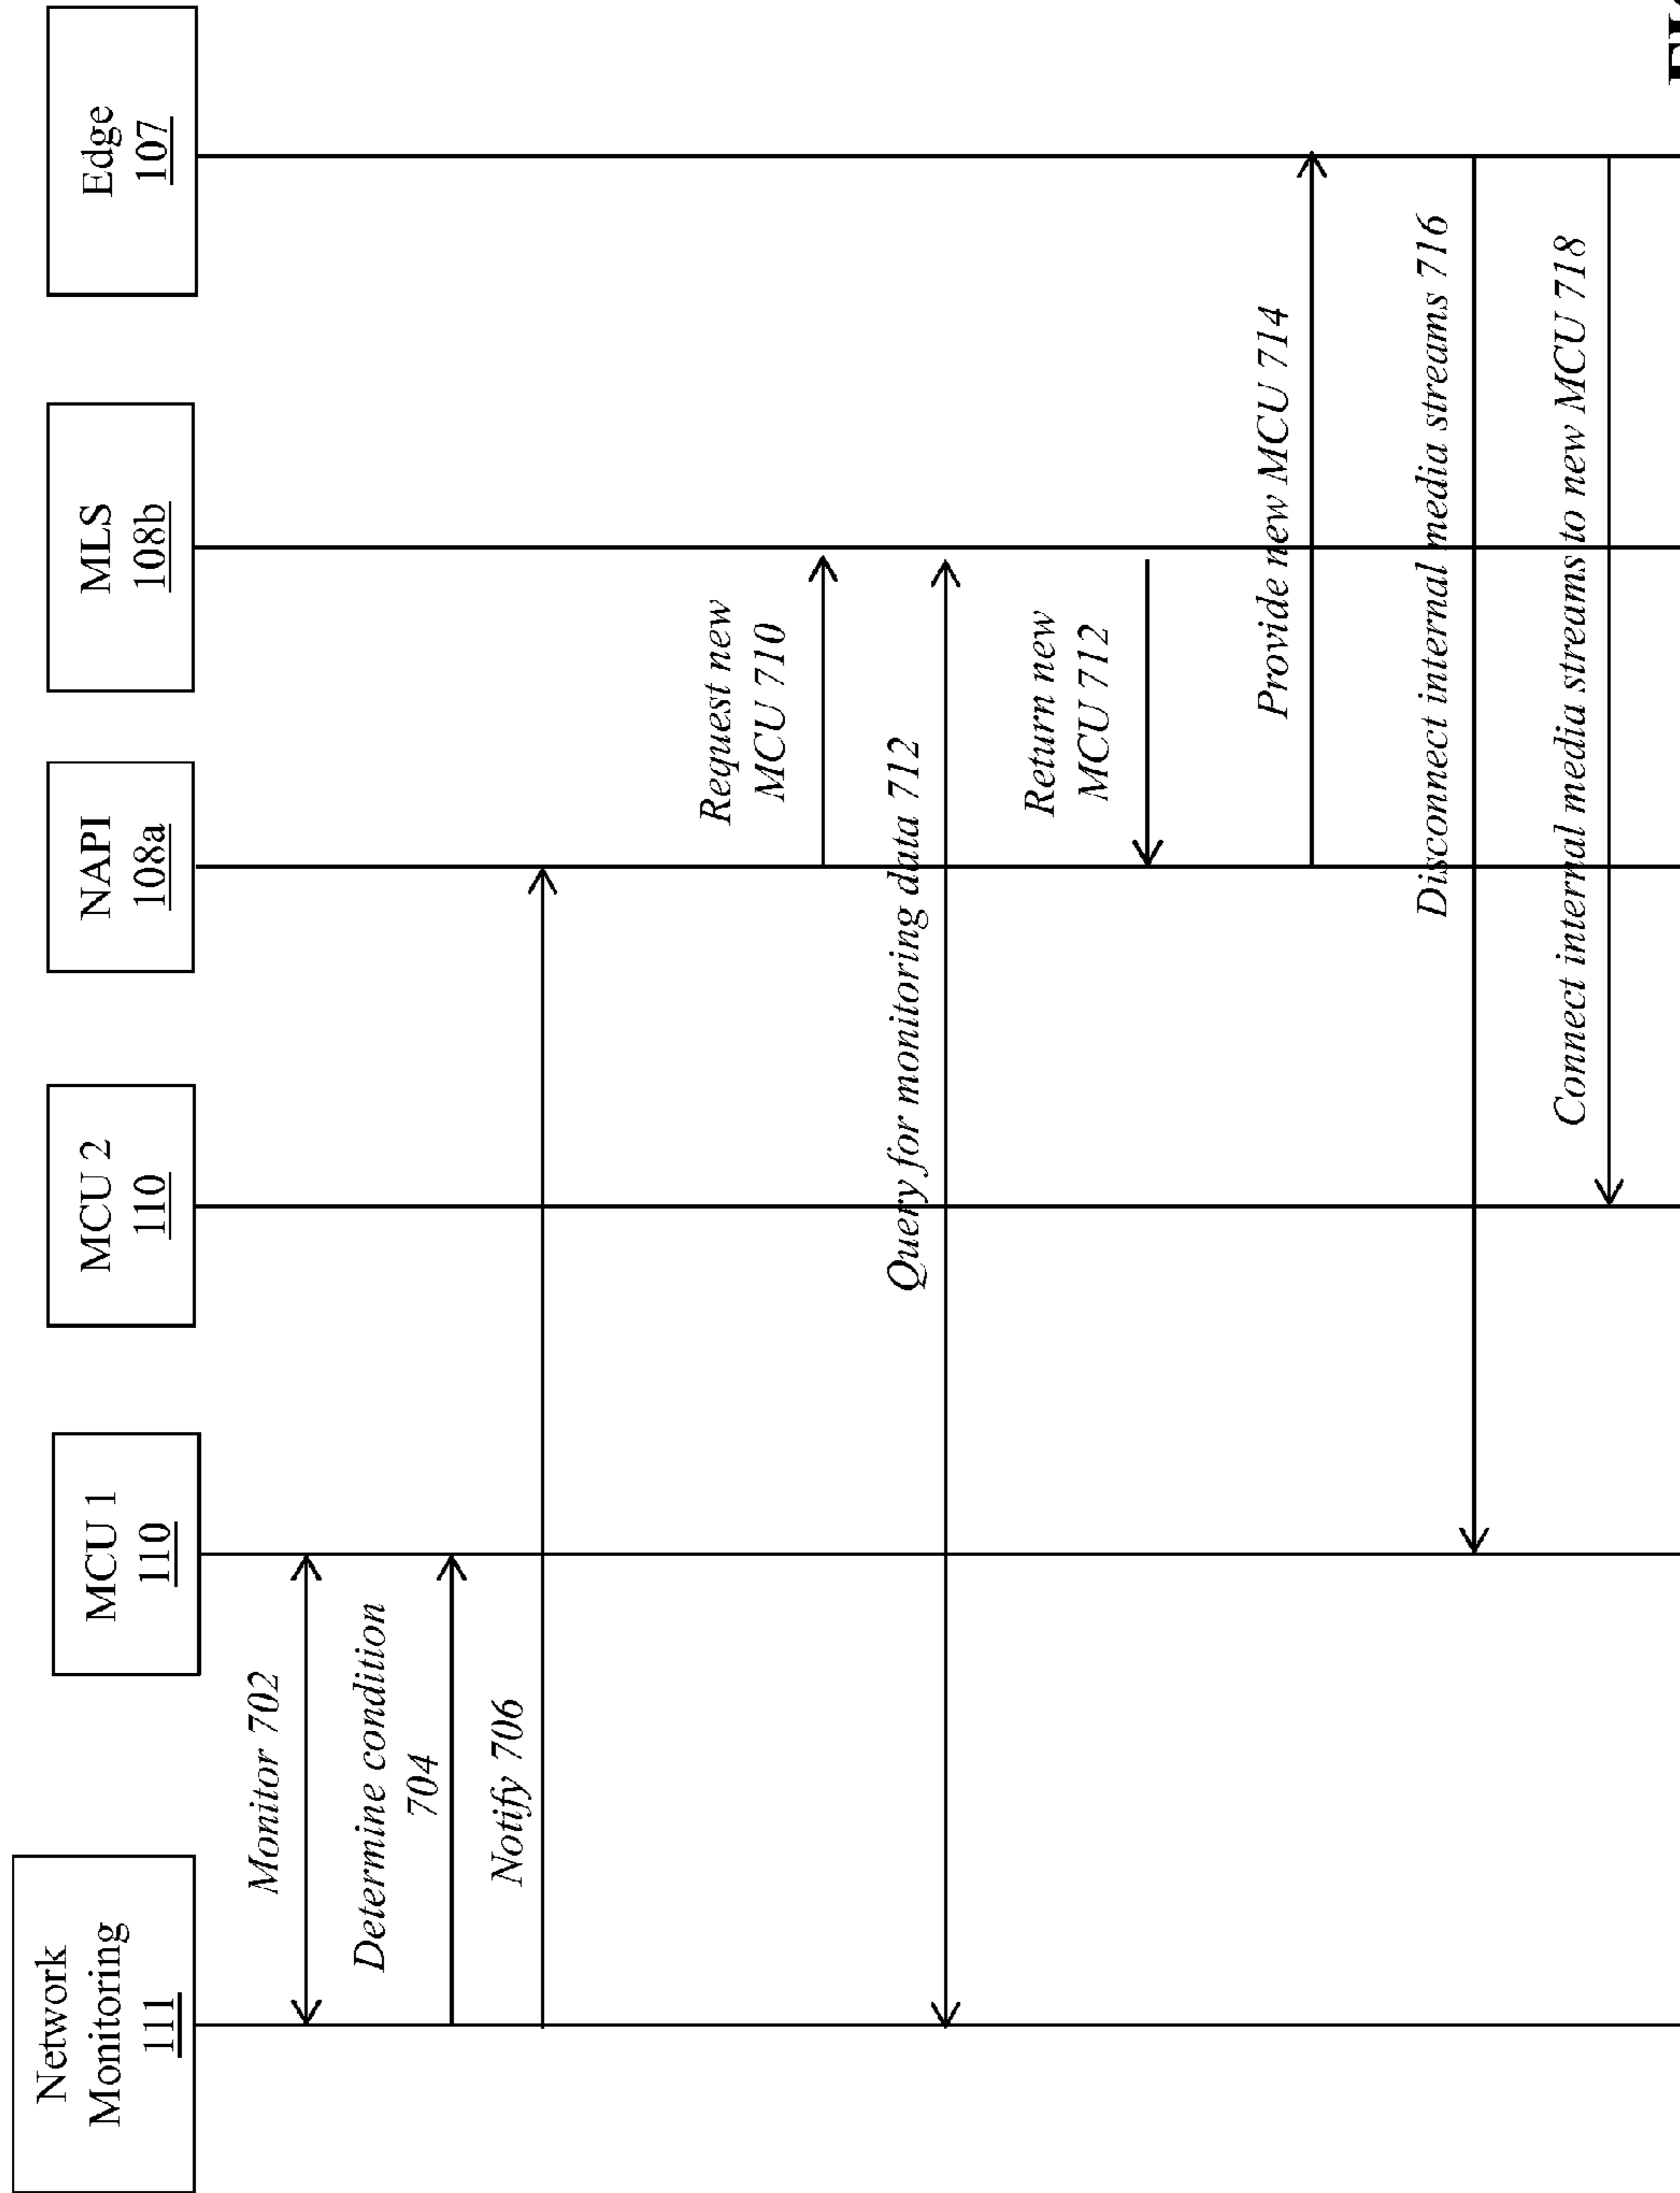 Network
Monitoring
111
MCU 1
110
MCU 2
110
NAPI
108a
MLS
108b
Edge
107
Monitor 702
Determine condition
704
Notify 706
Request new
MCU 710
Query for monitoring data 712
Return new
MCU 712
Provide new MCU 714
Disconnect internal media streams 716
Connect internal media streams to new MCU 718